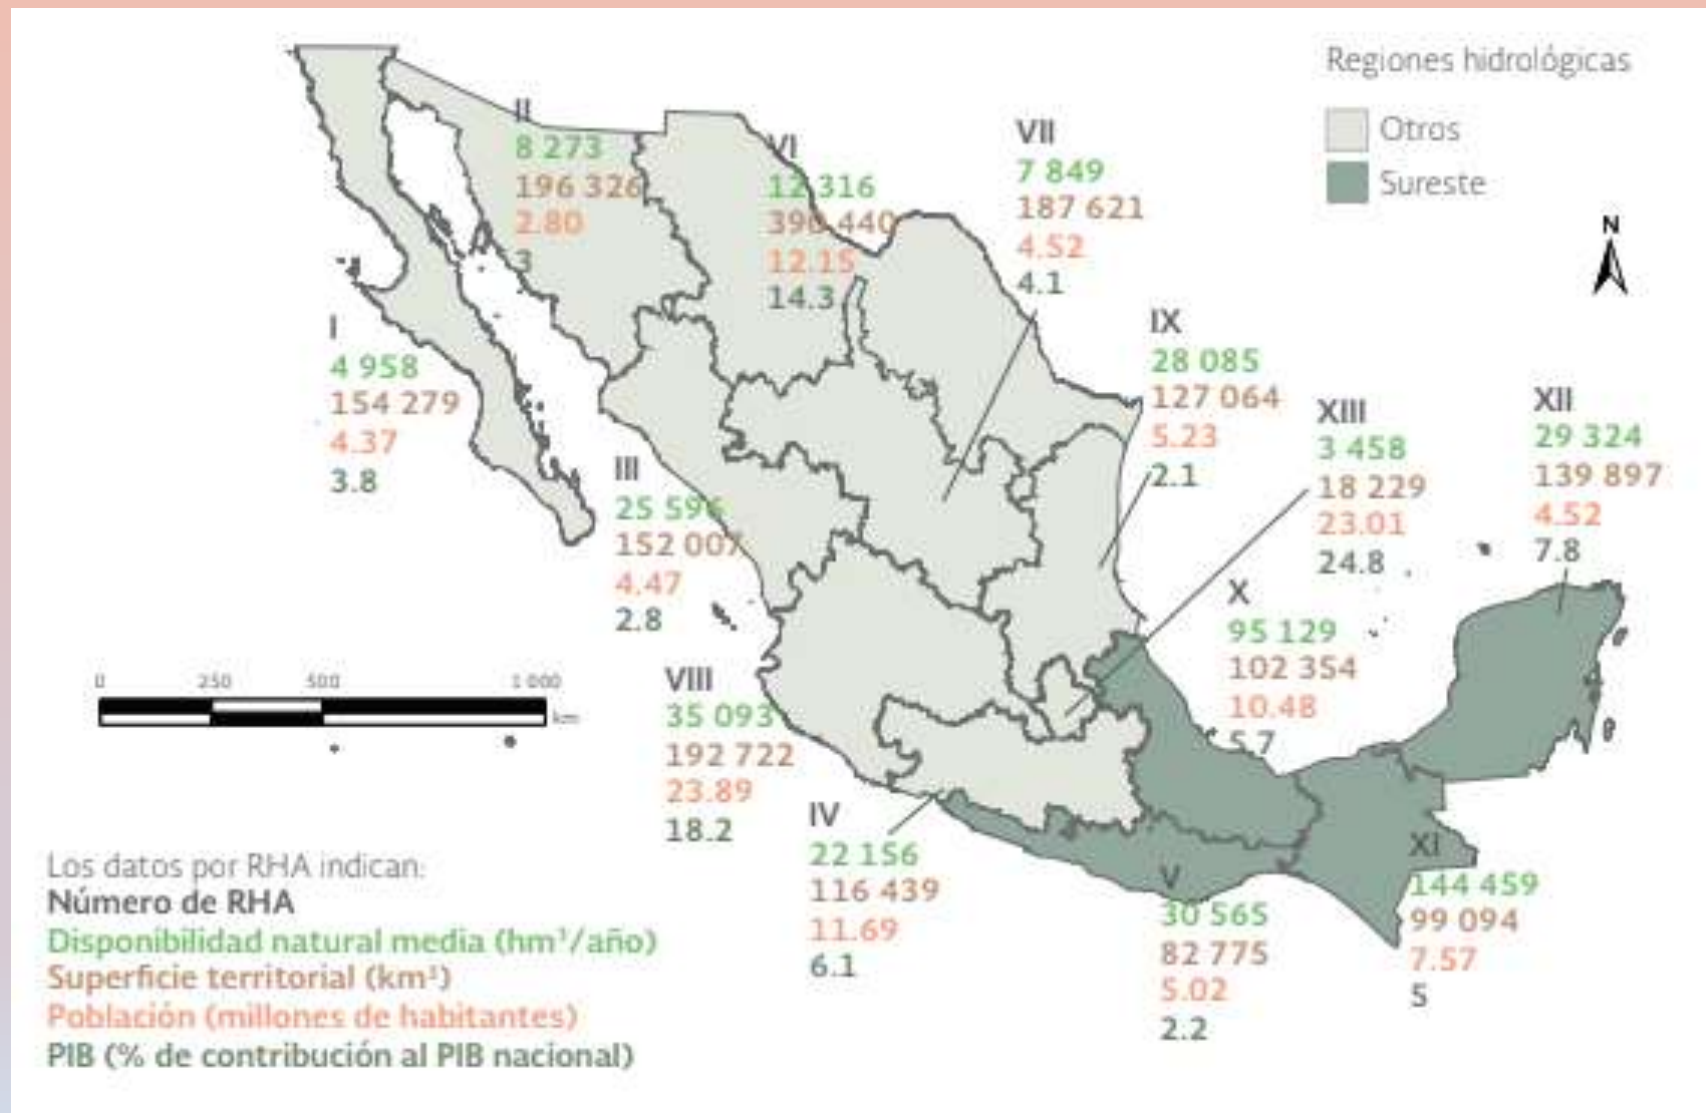 Regiones hidrológicas
Otros
Sureste
N
II
8 273
196 326
2.80
3
VI
12 316
390 440
12.15
14.3
VII
7 849
187 621
4.52
4.1
I
4 958
154 279
4.37
3.8
IX
28 085
127 064
5.23
2.1
XIII
3 458
18 229
23.01
24.8
XII
29 324
139 897
4.52
7.8
III
25 596
152 007
4.47
2.8
X
95 129
102 354
10.48
5.7
0 250 500 1 000
km
VIII
35 093
192 722
23.89
18.2
IV
22 156
116 439
11.69
6.1
V
30 565
82 775
5.02
2.2
XI
144 459
99 094
7.57
5
Los datos por RHA indican:
Número de RHA
Disponibilidad natural media (hm³/año)
Superficie territorial (km²)
Población (millones de habitantes)
PIB (% de contribución al PIB nacional)